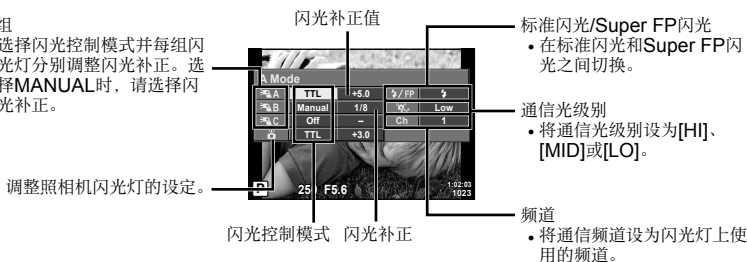 组
选择闪光控制模式并每组闪
光灯分别调整闪光补正。选
择MANUAL时，请选择闪
光补正。
调整照相机闪光灯的设定。
闪光补正值
A Mode
A TTL +5.0 /FP
B Manual 1/8 Low
C Off – Ch 1
TTL +3.0
P 250 F5.6 1:02:03
1023
闪光控制模式 闪光补正
标准闪光/Super FP闪光
• 在标准闪光和Super FP闪
光之间切换。
通信光级别
• 将通信光级别设为[HI]、
[MID]或[LO]。
频道
• 将通信频道设为闪光灯上使
用的频道。